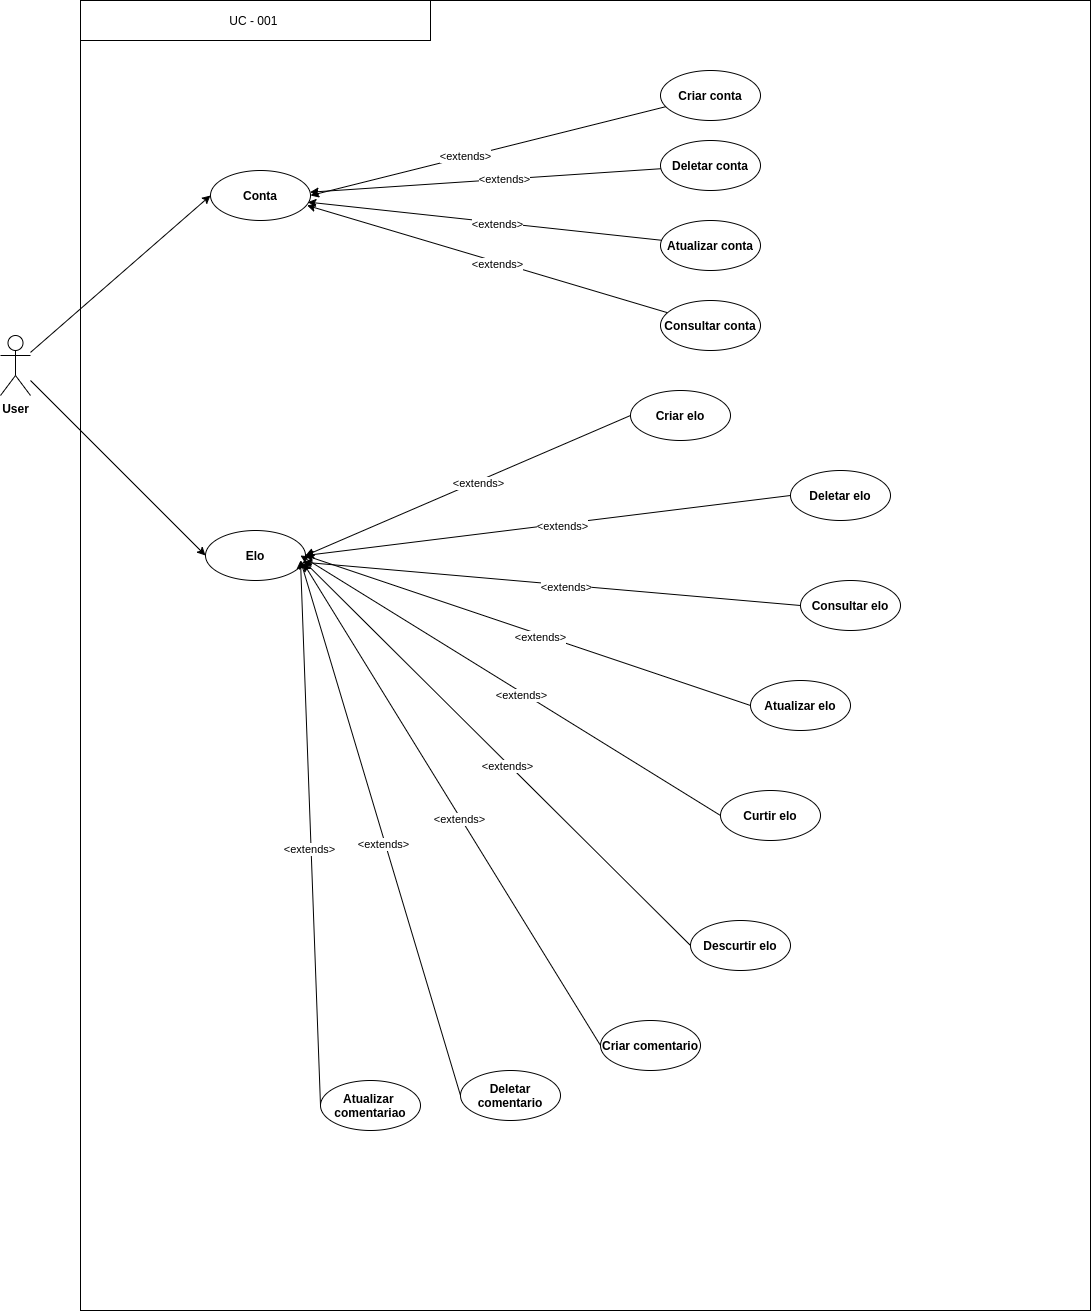 UC - 001
Criar conta
<extends>
Deletar conta
<extends>
Conta
<extends>
Atualizar conta
<extends>
Consultar conta
User
Criar elo
<extends>
Deletar elo
<extends>
Elo
<extends>
Consultar elo
<extends>
<extends>
Atualizar elo
<extends>
Curtir elo
<extends>
<extends>
<extends>
Descurtir elo
Criar comentario
Deletar
comentario
Atualizar
comentariao